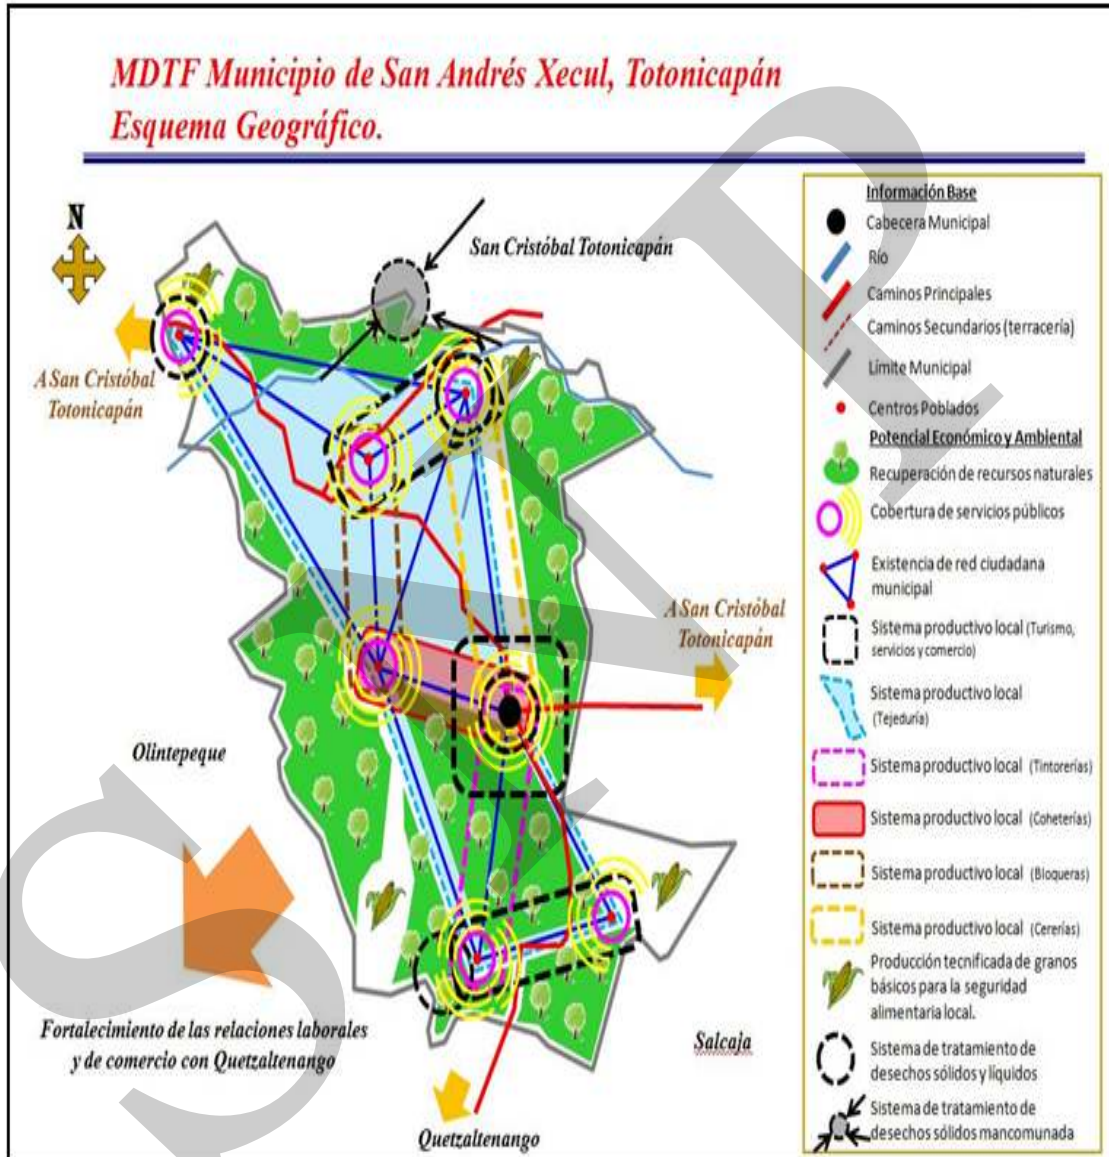 MDTF Municipio de San Andrés Xecul, Totonicapán
Esquema Geográfico.
N
San Cristóbal Totonicapán
A San Cristóbal
Totonicapán
A San Cristóbal
Totonicapán
Olintepeque
Fortalecimiento de las relaciones laborales
y de comercio con Quetzaltenango
Salcaja
Quetzaltenango
Información Base
Cabecera Municipal
Río
Caminos Principales
Caminos Secundarios (terracería)
Límite Municipal
Centros Poblados
Potencial Económico y Ambiental
Recuperación de recursos naturales
Cobertura de servicios públicos
Existencia de red ciudadana
municipal
Sistema productivo local (Turismo,
servicios y comercio)
Sistema productivo local
(Tejeduría)
Sistema productivo local (Tintorerías)
Sistema productivo local (Coheterías)
Sistema productivo local (Bloqueras)
Sistema productivo local (Cererías)
Producción tecnificada de granos
básicos para la seguridad
alimentaria local.
Sistema de tratamiento de
desechos sólidos y líquidos
Sistema de tratamiento de
desechos sólidos mancomunada